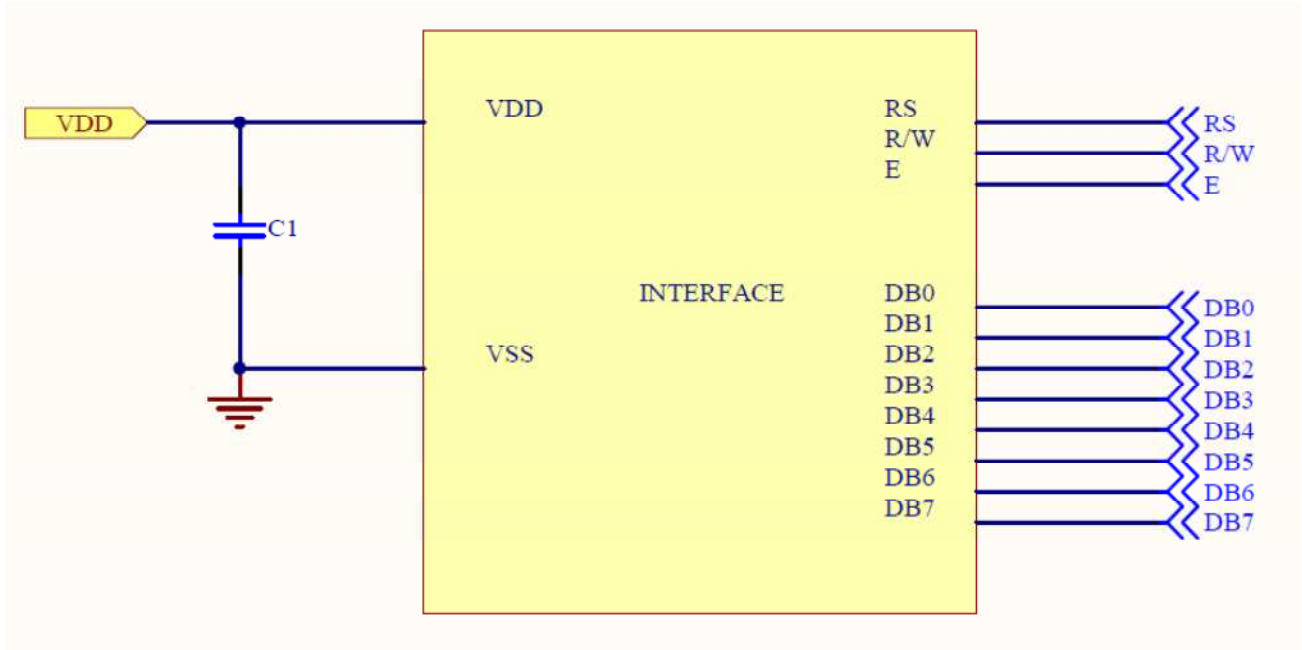 VDD
C1
VDD
VSS
INTERFACE
RS
R/W
E
DB0
DB1
DB2
DB3
DB4
DB5
DB6
DB7
RS
R/W
E
DB0
DB1
DB2
DB3
DB4
DB5
DB6
DB7